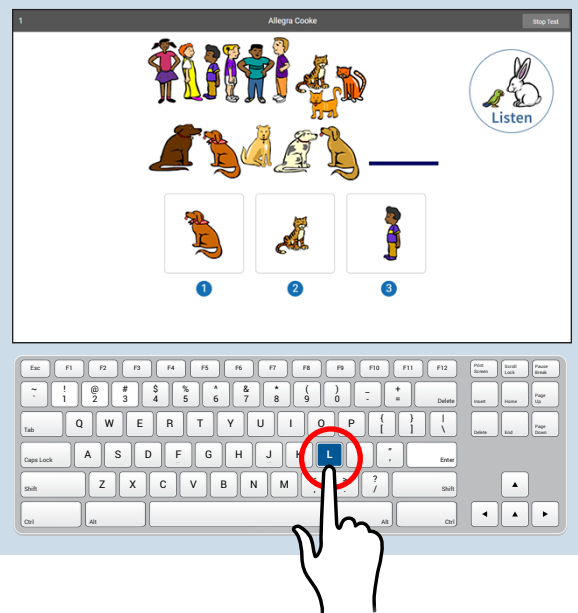 1 Allegra Cooke Stop Test
Listen
1 2 3
Esc F1 F2 F3 F4 F5 F6 F7 F8 F9 F10 F11 F12 Print Screen Scroll Lock Pause Break
~ ` ! 1 @ 2 # 3 $ 4 % 5 ^ 6 & 7 * 8 ( 9 ) 0 _ - + = Delete Insert Home Page Up
Tab Q W E R T Y U I O P { [ } ] | \ Delete End Page Down
Caps Lock A S D F G H J K L " ' Enter
Shift Z X C V B N M ? / Shift
Ctrl Alt Alt Ctrl